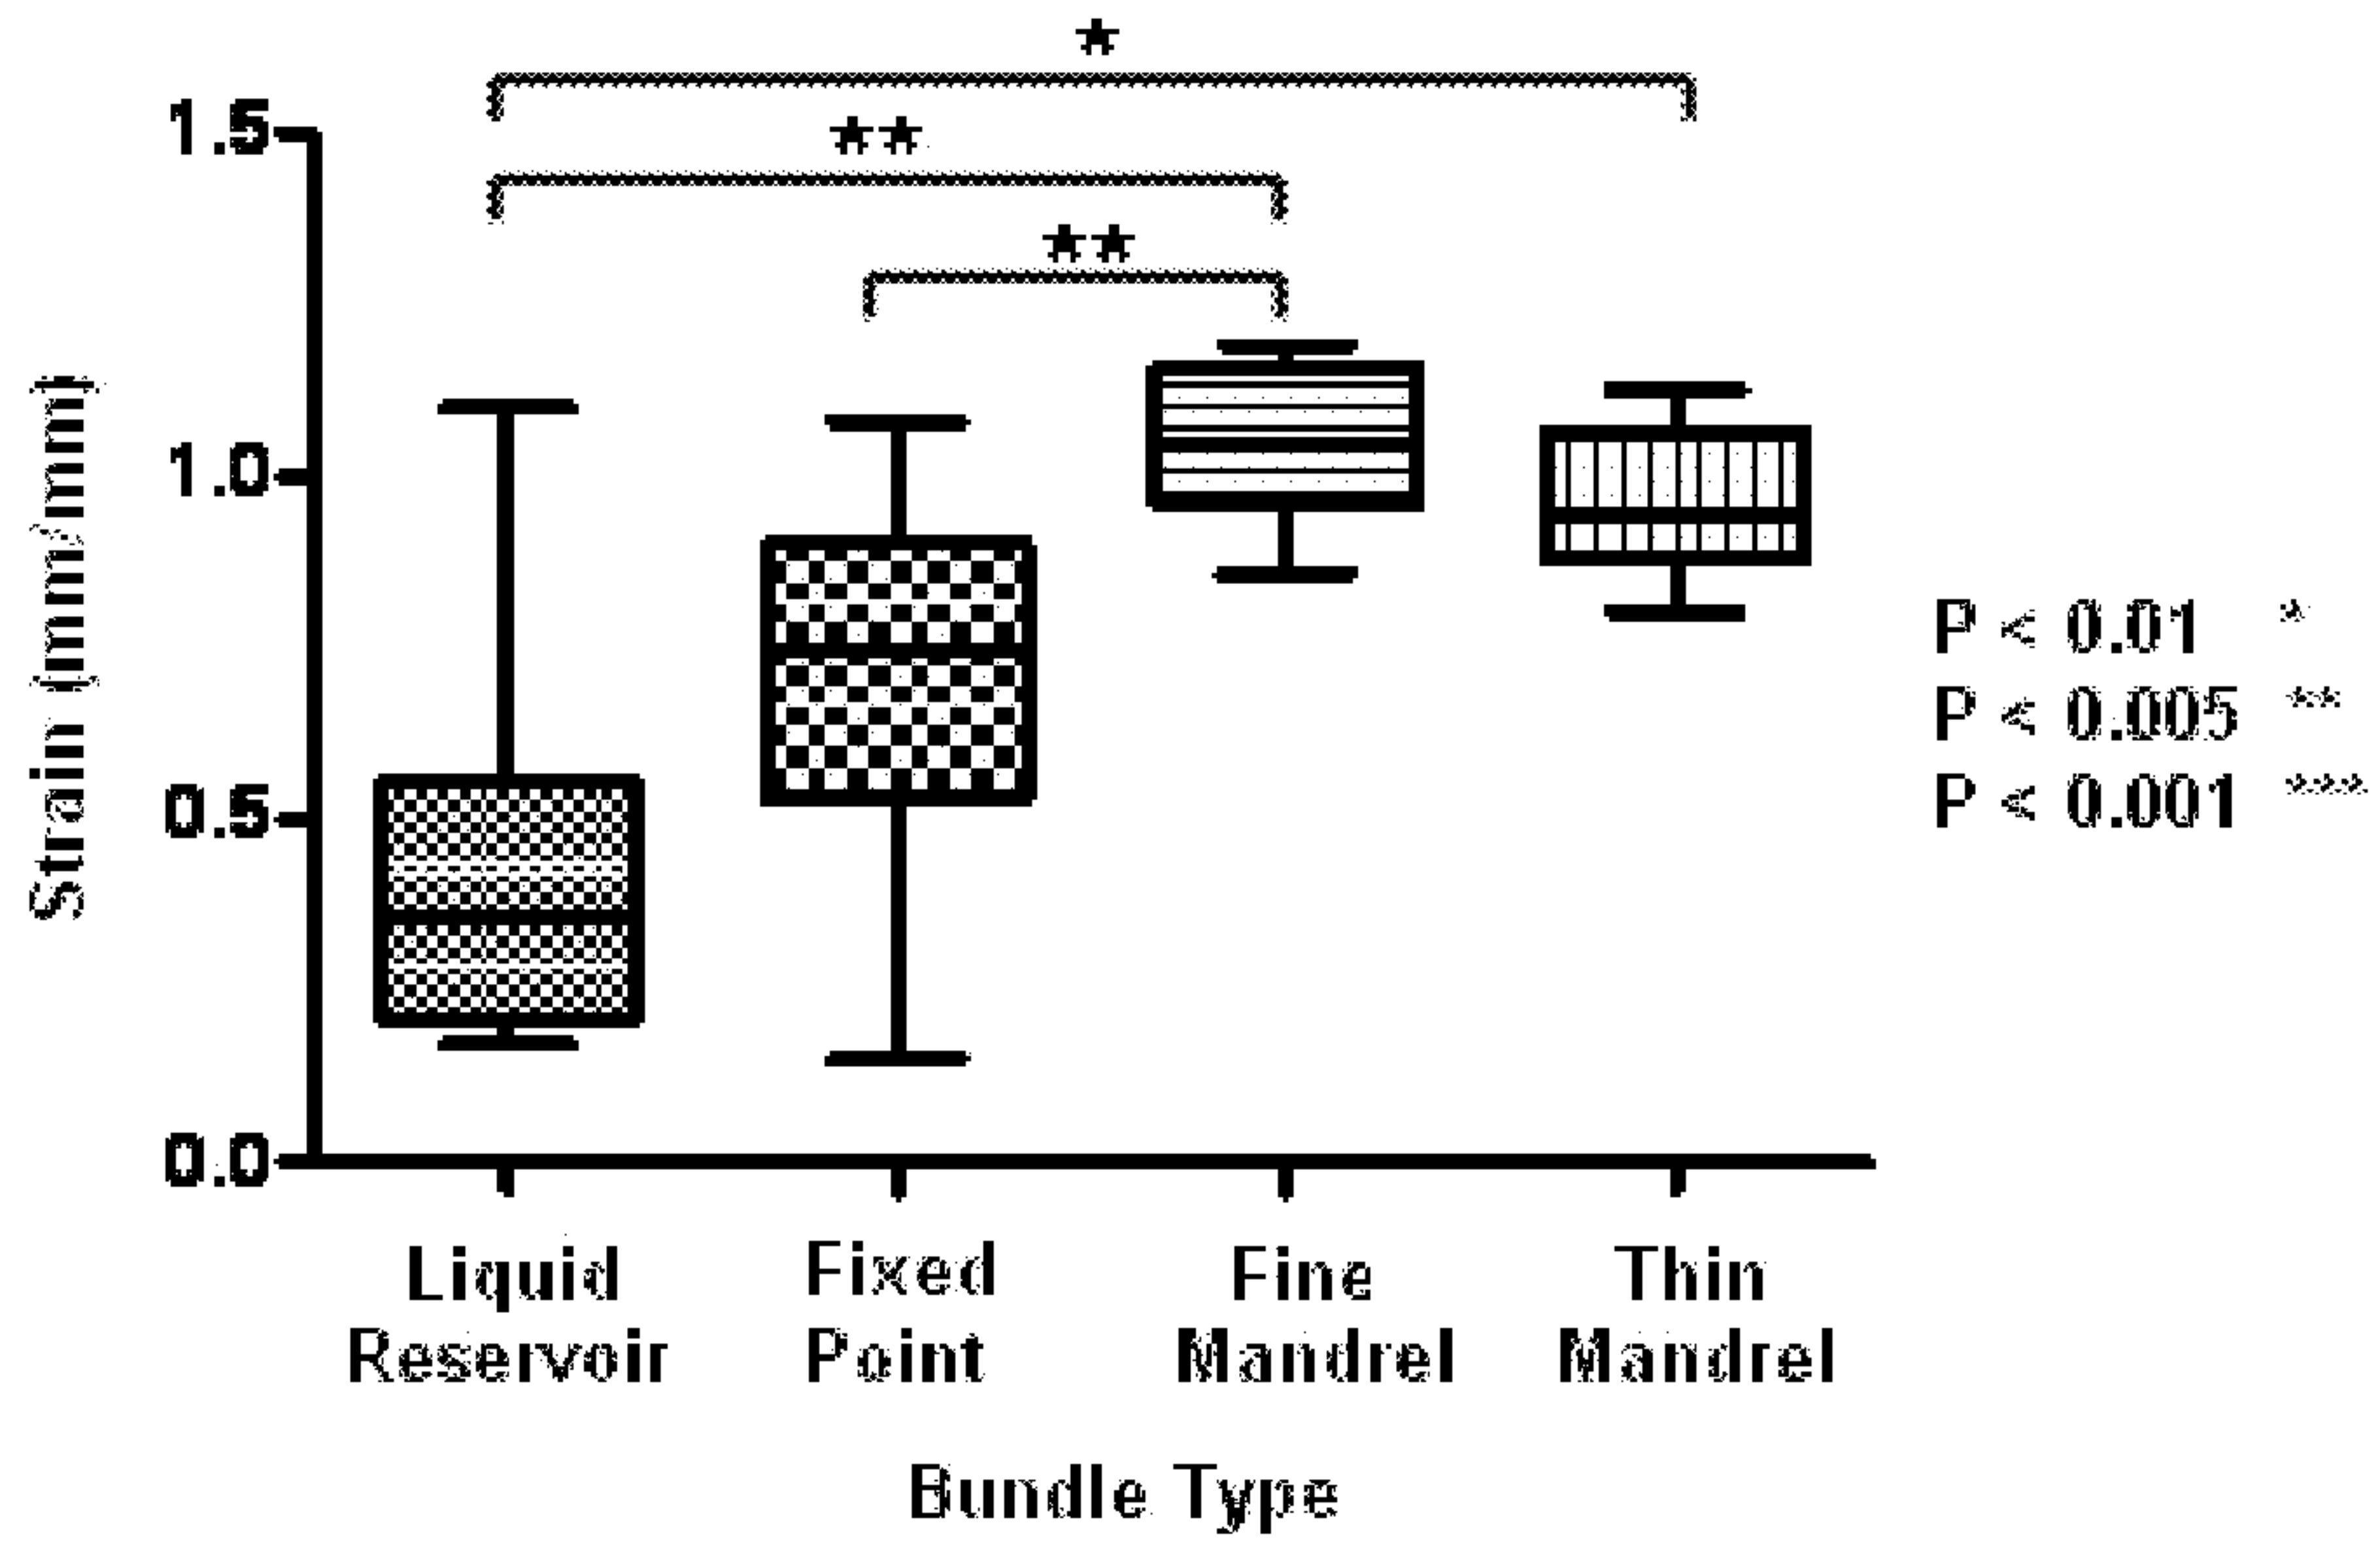 *
1.5
**
**
1.0
0.5
0.0
Strain (mm/mm)
P < 0.01 *
P < 0.005 **
P < 0.001 ***
Liquid Reservoir
Fixed Point
Fine Mandrel
Thin Mandrel
Bundle Type